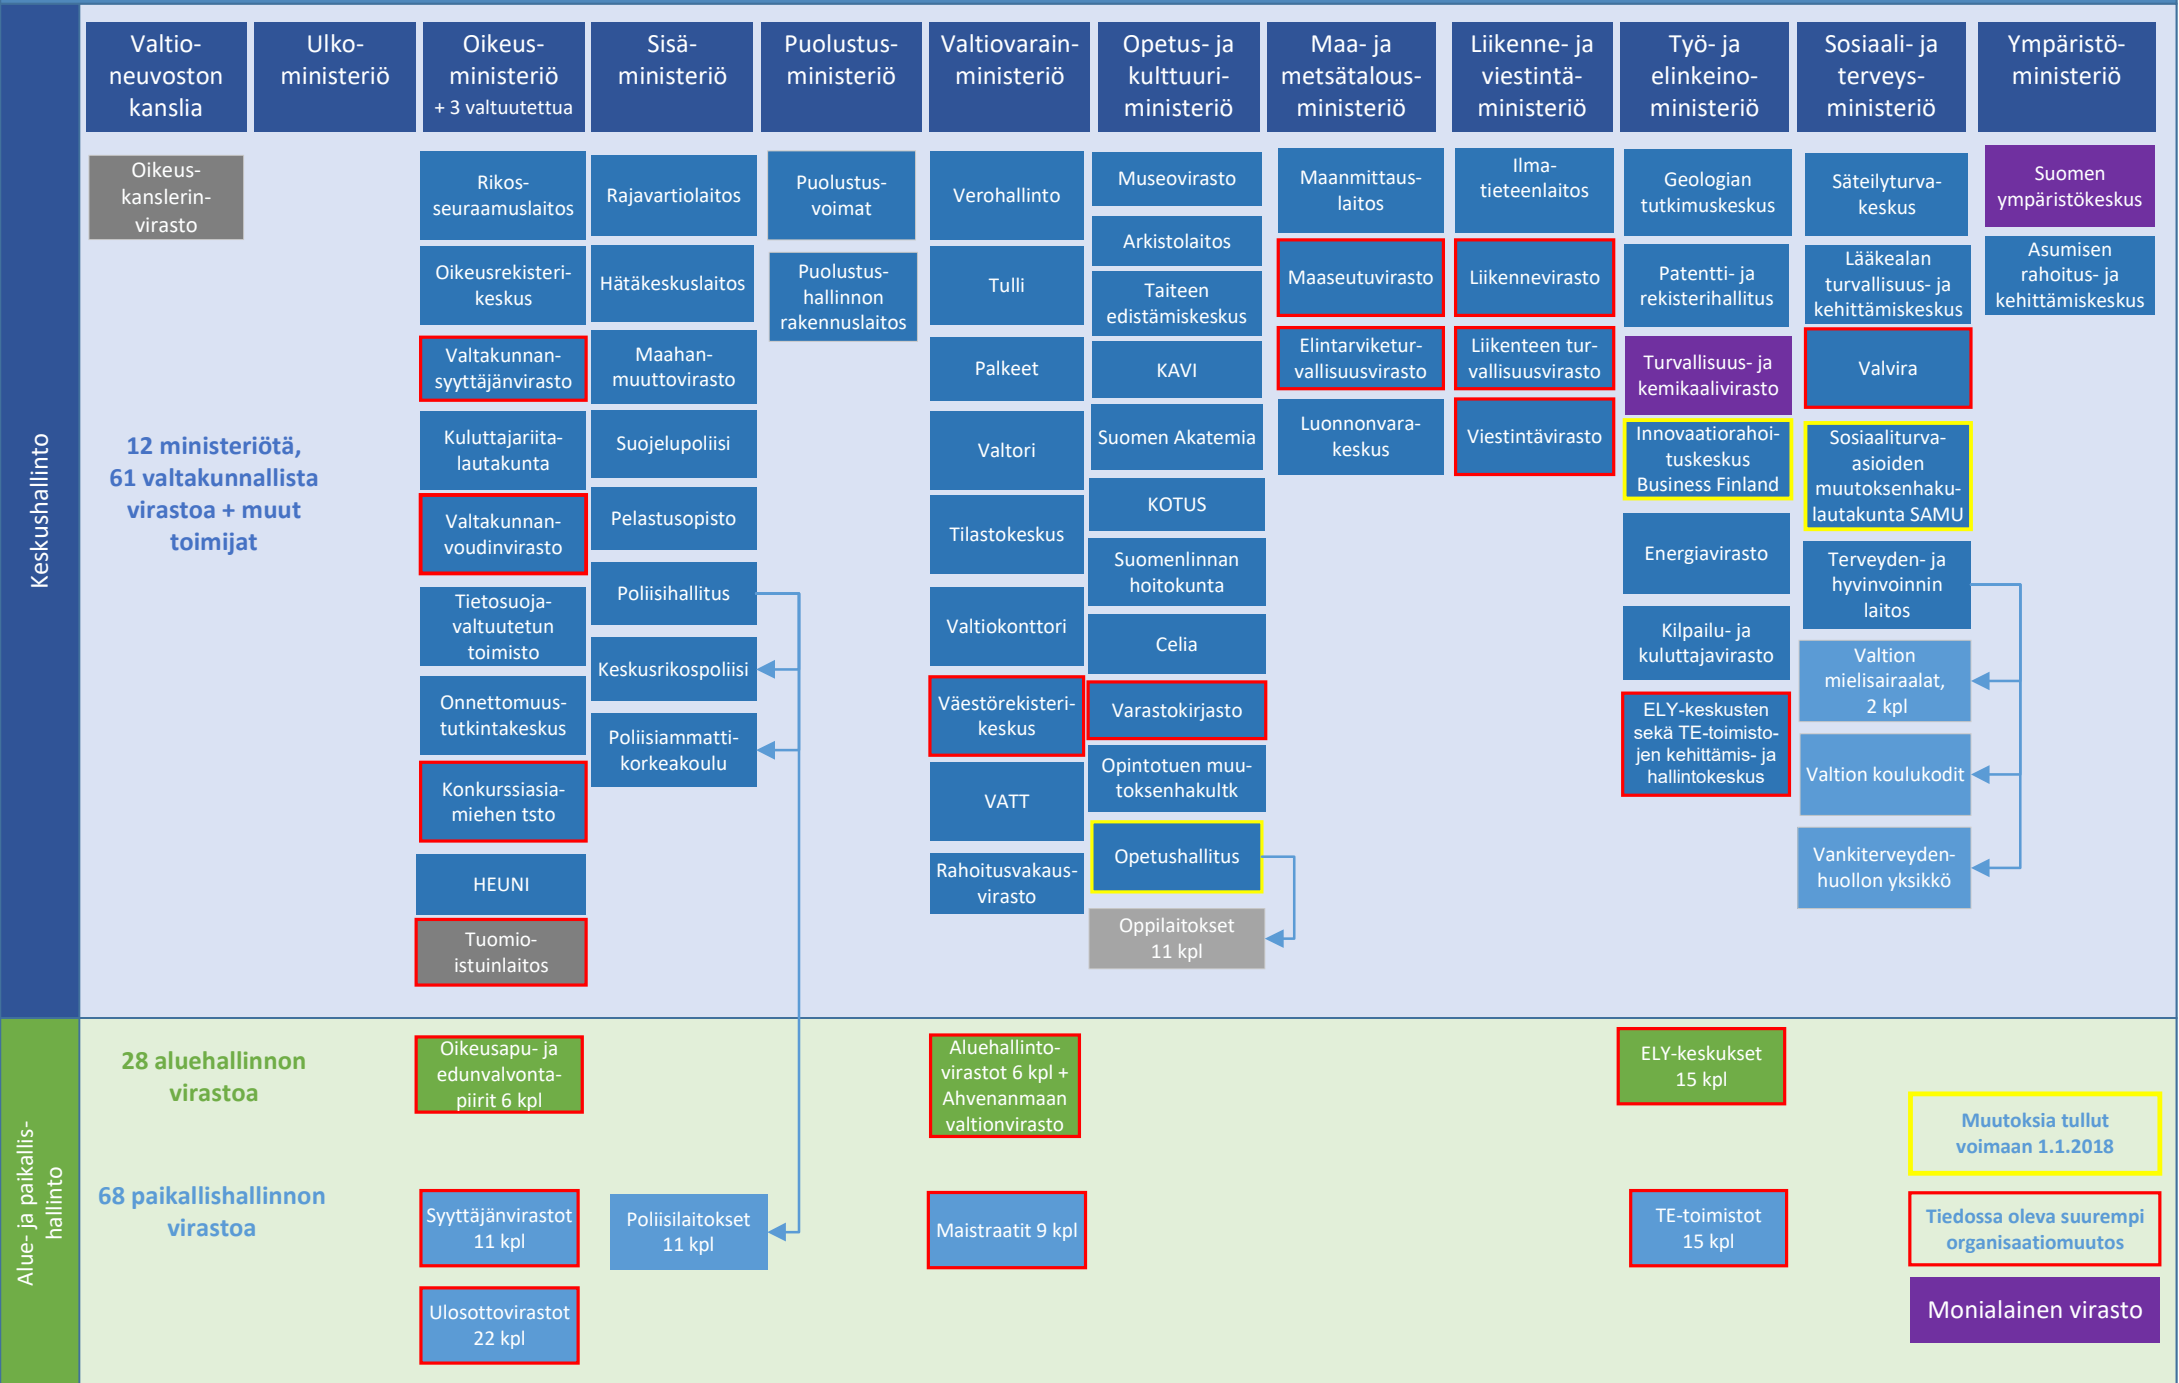 Keskushallinto
Valtio-
neuvoston
kanslia
Ulko-
ministeriö
Oikeus-
ministeriö
+ 3 valtuutettua
Sisä-
ministeriö
Puolustus-
ministeriö
Valtiovarain-
ministeriö
Opetus- ja
kulttuuri-
ministeriö
Maa- ja
metsätalous-
ministeriö
Liikenne- ja
viestintä-
ministeriö
Työ- ja
elinkeino-
ministeriö
Sosiaali- ja
terveys-
ministeriö
Ympäristö-
ministeriö
Oikeus-
kanslerin-
virasto
12 ministeriötä,
61 valtakunnallista
virastoa + muut
toimijat
Rikos-
seuraamuslaitos
Oikeusrekisteri-
keskus
Valtakunnan-
syyttäjänvirasto
Kuluttajariita-
lautakunta
Valtakunnan-
voudinvirasto
Tietosuoja-
valtuutetun
toimisto
Onnettomuus-
tutkintakeskus
Konkurssiasia-
miehen tsto
HEUNI
Tuomio-
istuinlaitos
Rajavartiolaitos
Hätäkeskuslaitos
Maahan-
muuttovirasto
Suojelupoliisi
Pelastusopisto
Poliisihallitus
Keskusrikospoliisi
Poliisiammatti-
korkeakoulu
Puolustus-
voimat
Puolustus-
hallinnon
rakennuslaitos
Verohallinto
Tulli
Palkeet
Valtori
Tilastokeskus
Valtiokonttori
Väestörekisteri-
keskus
VATT
Rahoitusvakaus-
virasto
Museovirasto
Arkistolaitos
Taiteen
edistämiskeskus
KAVI
Suomen Akatemia
KOTUS
Suomenlinnan
hoitokunta
Celia
Varastokirjasto
Opintotuen muu-
toksenhakultk
Opetushallitus
Oppilaitokset
11 kpl
Maanmittaus-
laitos
Maaseutuvirasto
Elintarviketur-
vallisuusvirasto
Luonnonvara-
keskus
Ilma-
tieteenlaitos
Liikennevirasto
Liikenteen tur-
vallisuusvirasto
Viestintävirasto
Geologian
tutkimuskeskus
Patentti- ja
rekisterihallitus
Turvallisuus- ja
kemikaalivirasto
Innovaatiorahoi-
tuskeskus
Business Finland
Energiavirasto
Kilpailu- ja
kuluttajavirasto
ELY-keskusten
sekä TE-toimisto-
jen kehittämis- ja
hallintokeskus
Säteilyturva-
keskus
Lääkealan
turvallisuus- ja
kehittämiskeskus
Valvira
Sosiaaliturva-
asioiden
muutoksenhaku-
lautakunta SAMU
Terveyden- ja
hyvinvoinnin
laitos
Valtion
mielisairaalat,
2 kpl
Valtion koulukodit
Vankiterveyden-
huollon yksikkö
Suomen
ympäristökeskus
Asumisen
rahoitus- ja
kehittämiskeskus
Alue- ja paikallis-
hallinto
28 aluehallinnon
virastoa
Oikeusapu- ja
edunvalvonta-
piirit 6 kpl
Aluehallinto-
virastot 6 kpl +
Ahvenanmaan
valtionvirasto
ELY-keskukset
15 kpl
68 paikallishallinnon
virastoa
Syyttäjänvirastot
11 kpl
Ulosottovirastot
22 kpl
Poliisilaitokset
11 kpl
Maistraatit 9 kpl
TE-toimistot
15 kpl
Muutoksia tullut
voimaan 1.1.2018
Tiedossa oleva suurempi
organisaatiomuutos
Monialainen virasto